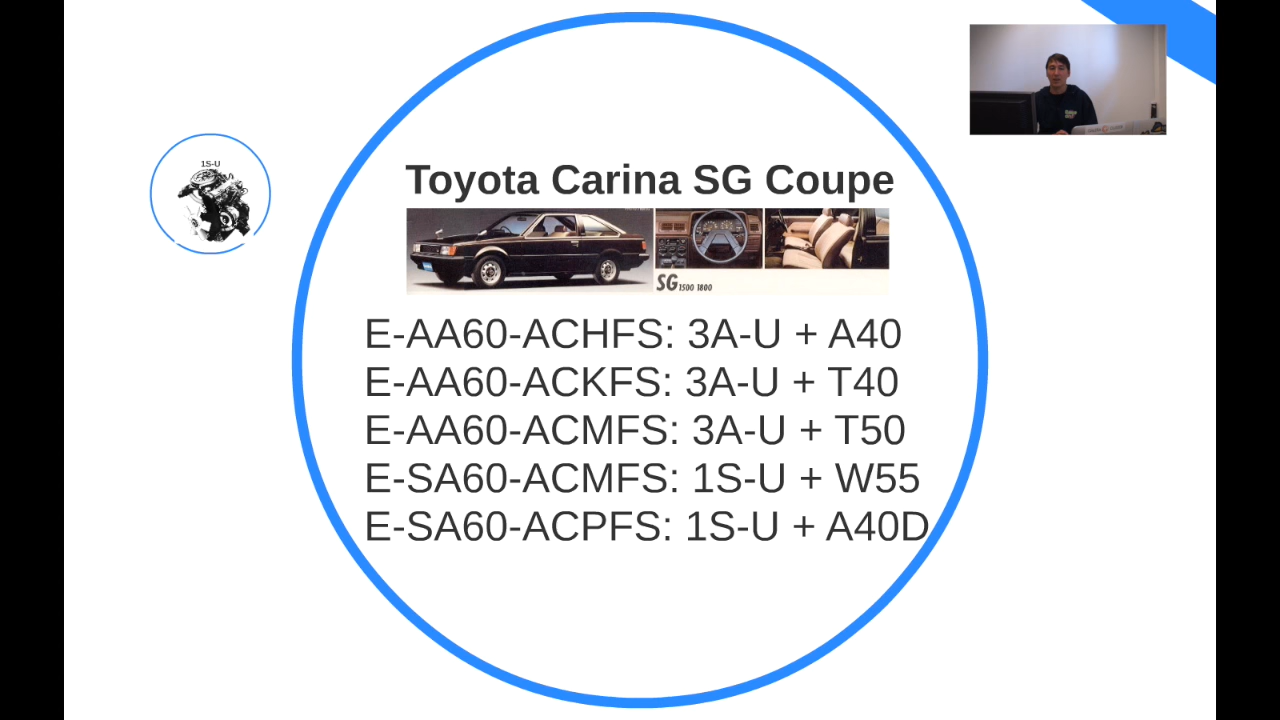 1S-U
Toyota Carina SG Coupe
SG 1500 1800
E-AA60-ACHFS: 3A-U + A40
E-AA60-ACKFS: 3A-U + T40
E-AA60-ACMFS: 3A-U + T50
E-SA60-ACMFS: 1S-U + W55
E-SA60-ACPFS: 1S-U + A40D